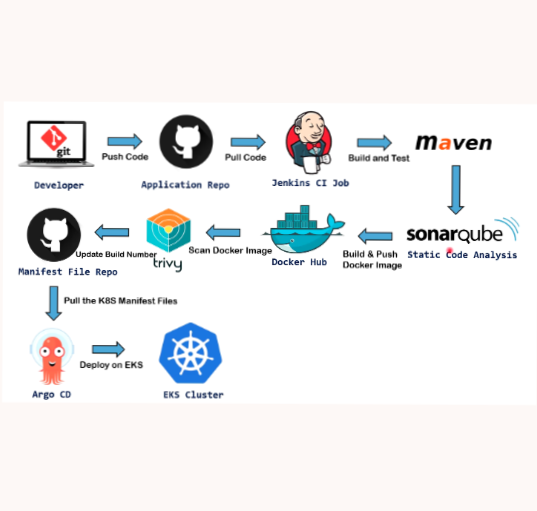 git
Push Code
Pull Code
Build and Test
maven
Developer
Application Repo
Jenkins CI Job
sonarqube
Static Code Analysis
Build & Push
Docker Image
Docker Hub
Scan Docker Image
trivy
Update Build Number
Manifest File Repo
Pull the K8S Manifest Files
Deploy on EKS
Argo CD
EKS Cluster